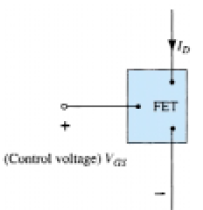 I_D
FET
+
(Control voltage) V_GS
−